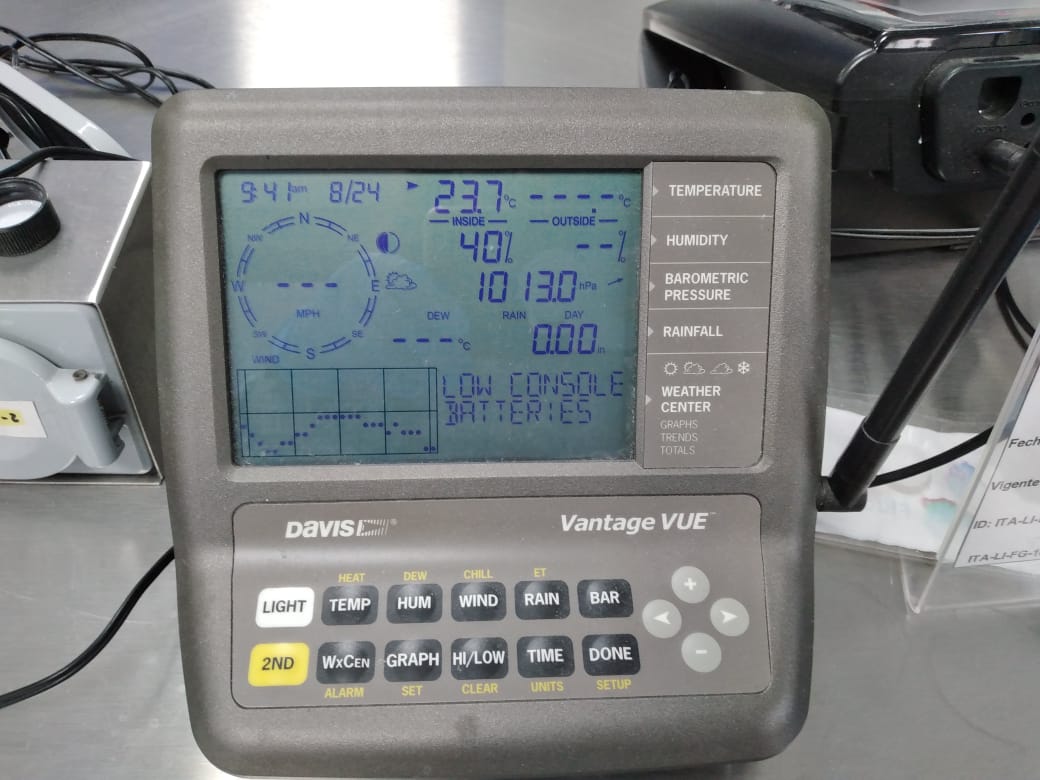 9:41 am 8/24
23.7 °C
--.- °C
INSIDE
OUTSIDE
40%
--%
1013.0 hPa
N
NE
E
SE
S
SW
W
NW
---
MPH
WIND
DEW
--- °C
RAIN DAY
0.00 in
LOW CONSOLE
BATTERIES
TEMPERATURE
HUMIDITY
BAROMETRIC
PRESSURE
RAINFALL
WEATHER
CENTER
GRAPHS
TRENDS
TOTALS
DAVIS®
Vantage VUE™
HEAT DEW CHILL ET
LIGHT TEMP HUM WIND RAIN BAR
+
2ND WxCEN GRAPH HI/LOW TIME DONE
-
ALARM SET CLEAR UNITS SETUP
Fech
Vigente
ID: ITA-LI-
ITA-LI-FG-1